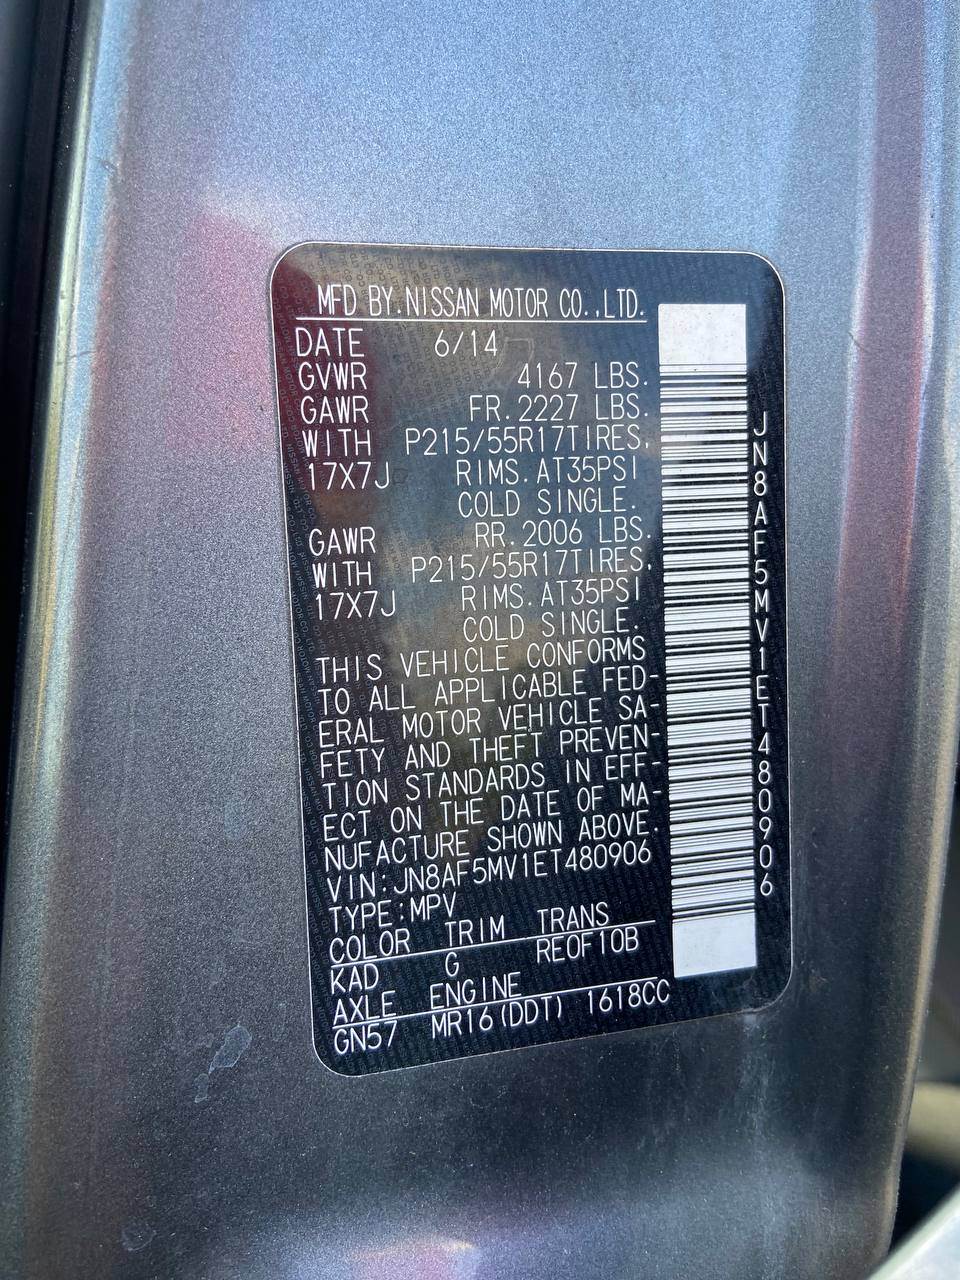 MFD BY.NISSAN MOTOR CO.,LTD.
DATE 6/14
GVWR 4167 LBS.
GAWR FR.2227 LBS.
WITH P215/55R17TIRES,
17X7J RIMS.AT35PSI
COLD SINGLE.
GAWR RR.2006 LBS.
WITH P215/55R17TIRES,
17X7J RIMS.AT35PSI
COLD SINGLE.
THIS VEHICLE CONFORMS
TO ALL APPLICABLE FED-
ERAL MOTOR VEHICLE SA-
FETY AND THEFT PREVEN-
TION STANDARDS IN EFF-
ECT ON THE DATE OF MA-
NUFACTURE SHOWN ABOVE.
VIN:JN8AF5MV1ET480906
TYPE:MPV
COLOR TRIM TRANS
KAD G RE0F10B
AXLE ENGINE
GN57 MR16(DDT) 1618CC
JN8AF5MV1ET480906